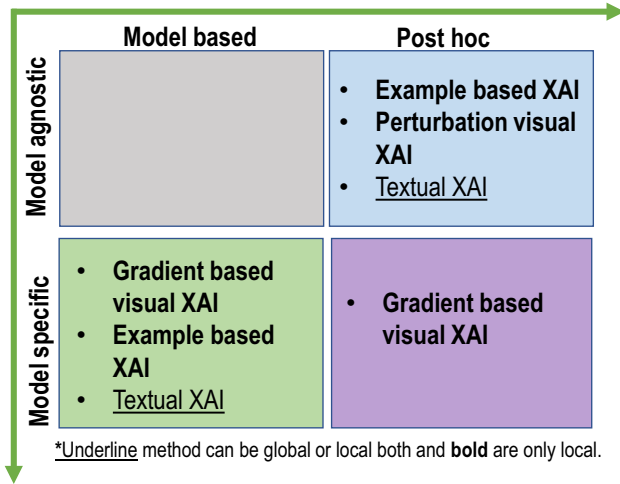 Model based
Post hoc
Model agnostic
• Example based XAI
• Perturbation visual
XAI
• Textual XAI
Model specific
• Gradient based
visual XAI
• Example based
XAI
• Textual XAI
• Gradient based
visual XAI
*Underline method can be global or local both and bold are only local.